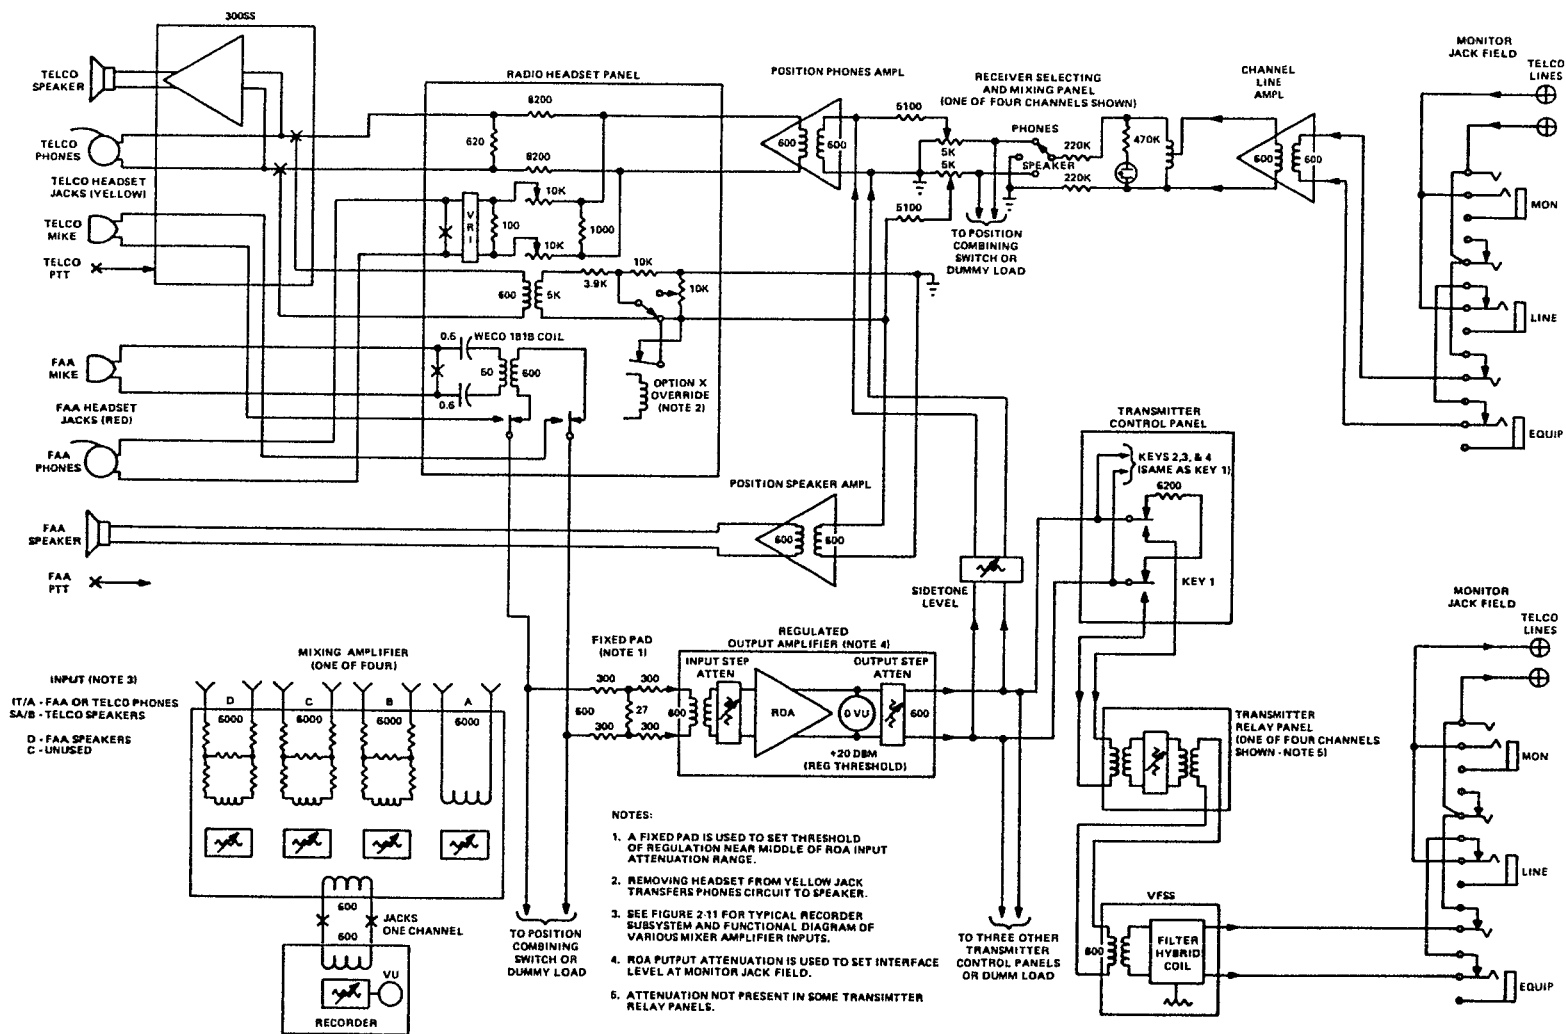 300SS
TELCO
SPEAKER
TELCO
PHONES
TELCO HEADSET
JACKS (YELLOW)
TELCO
MIKE
TELCO
PTT
FAA
MIKE
FAA HEADSET
JACKS (RED)
FAA
PHONES
FAA
SPEAKER
FAA
PTT
RADIO HEADSET PANEL
8200
620
8200
VRI
100
10K
10K
1000
600
5K
3.9K
10K
10K
0.6
WECO 181B COIL
50
600
0.6
OPTION X
OVERRIDE
(NOTE 2)
POSITION PHONES AMPL
600
600
5100
5K
5K
5100
RECEIVER SELECTING
AND MIXING PANEL
(ONE OF FOUR CHANNELS SHOWN)
PHONES
SPEAKER
220K
220K
470K
TO POSITION
COMBINING
SWITCH OR
DUMMY LOAD
CHANNEL
LINE
AMPL
600
600
MONITOR
JACK FIELD
TELCO
LINES
MON
LINE
EQUIP
POSITION SPEAKER AMPL
600
600
SIDETONE
LEVEL
TRANSMITTER
CONTROL PANEL
KEYS 2,3, & 4
(SAME AS KEY 1)
6200
KEY 1
MIXING AMPLIFIER
(ONE OF FOUR)
INPUT (NOTE 3)
IT/A - FAA OR TELCO PHONES
SA/B - TELCO SPEAKERS
D - FAA SPEAKERS
C - UNUSED
D
6000
C
6000
B
6000
A
6000
600
JACKS
ONE CHANNEL
600
VU
RECORDER
TO POSITION
COMBINING
SWITCH OR
DUMMY LOAD
FIXED PAD
(NOTE 1)
300
300
600
27
300
300
REGULATED
OUTPUT AMPLIFIER (NOTE 4)
INPUT STEP
ATTEN
OUTPUT STEP
ATTEN
600
ROA
0 VU
600
+20 DBM
(REG THRESHOLD)
NOTES:
1. A FIXED PAD IS USED TO SET THRESHOLD
OF REGULATION NEAR MIDDLE OF ROA INPUT
ATTENUATION RANGE.
2. REMOVING HEADSET FROM YELLOW JACK
TRANSFERS PHONES CIRCUIT TO SPEAKER.
3. SEE FIGURE 2-11 FOR TYPICAL RECORDER
SUBSYSTEM AND FUNCTIONAL DIAGRAM OF
VARIOUS MIXER AMPLIFIER INPUTS.
4. ROA PUTPUT ATTENUATION IS USED TO SET INTERFACE
LEVEL AT MONITOR JACK FIELD.
5. ATTENUATION NOT PRESENT IN SOME TRANSIMTTER
RELAY PANELS.
TO THREE OTHER
TRANSMITTER
CONTROL PANELS
OR DUMM LOAD
TRANSMITTER
RELAY PANEL
(ONE OF FOUR CHANNELS
SHOWN - NOTE 5)
VFSS
600
FILTER
HYBRID
COIL
MONITOR
JACK FIELD
TELCO
LINES
MON
LINE
EQUIP